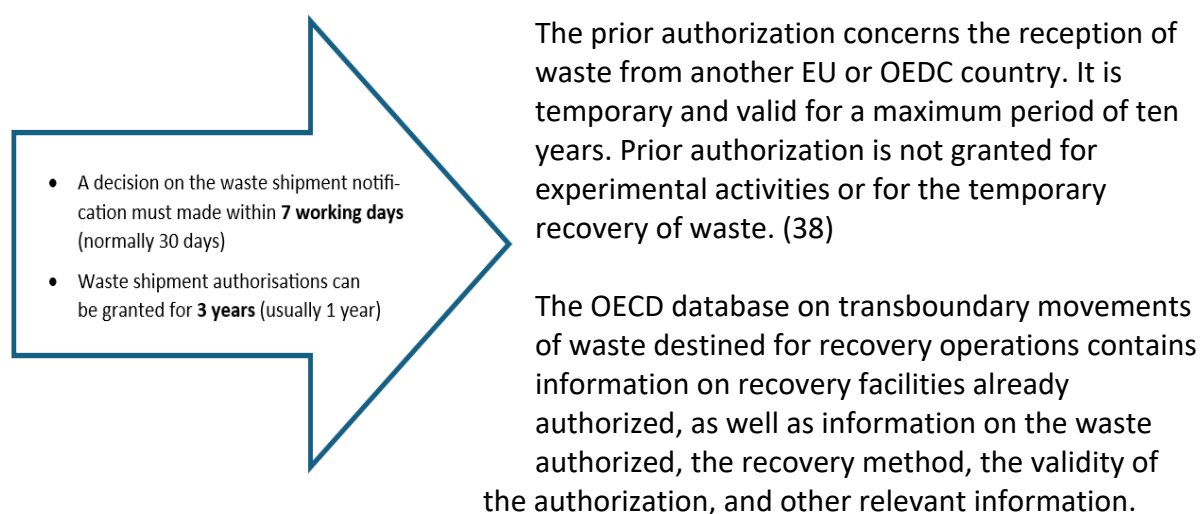 • A decision on the waste shipment notifi-
cation must made within 7 working days
(normally 30 days)
• Waste shipment authorisations can
be granted for 3 years (usually 1 year)
The prior authorization concerns the reception of
waste from another EU or OEDC country. It is
temporary and valid for a maximum period of ten
years. Prior authorization is not granted for
experimental activities or for the temporary
recovery of waste. (38)
The OECD database on transboundary movements
of waste destined for recovery operations contains
information on recovery facilities already
authorized, as well as information on the waste
authorized, the recovery method, the validity of
the authorization, and other relevant information.